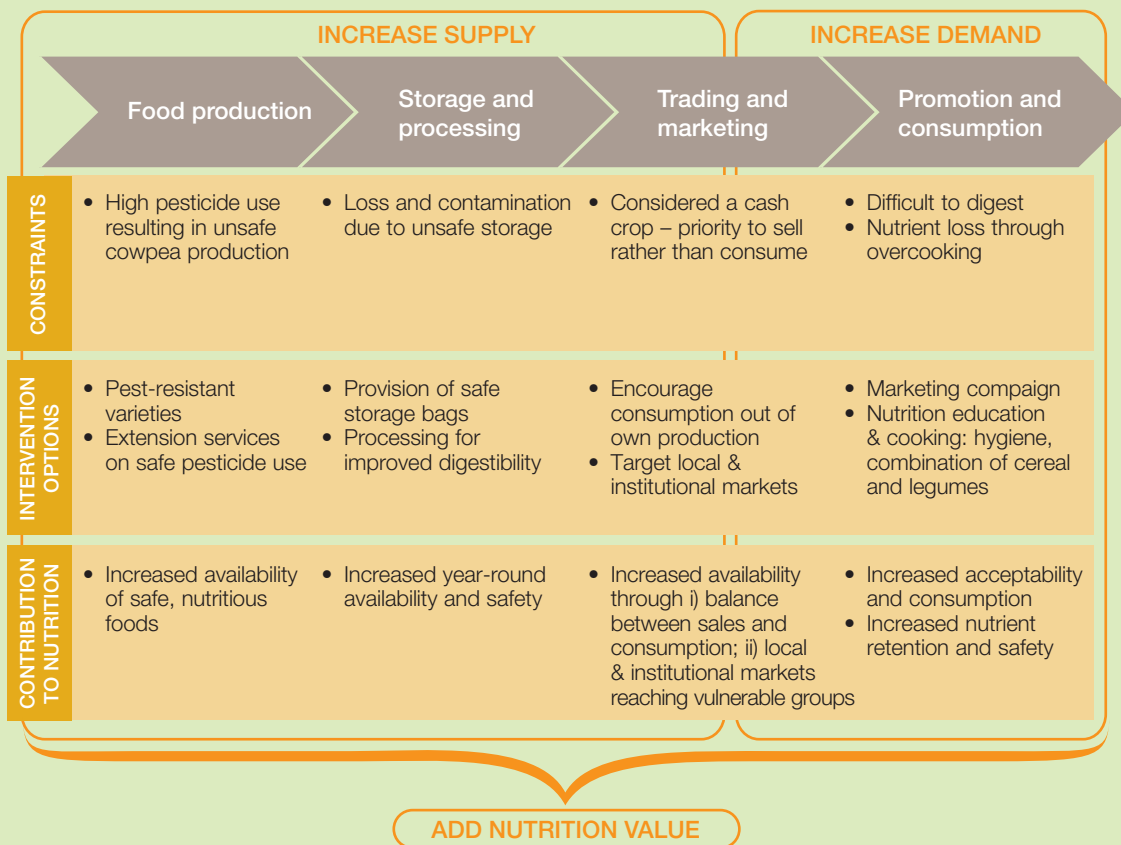 INCREASE SUPPLY
INCREASE DEMAND
Food production
Storage and
processing
Trading and
marketing
Promotion and
consumption
CONSTRAINTS
• High pesticide use
resulting in unsafe
cowpea production
• Loss and contamination
due to unsafe storage
• Considered a cash
crop – priority to sell
rather than consume
• Difficult to digest
• Nutrient loss through
overcooking
INTERVENTION
OPTIONS
• Pest-resistant
varieties
• Extension services
on safe pesticide use
• Provision of safe
storage bags
• Processing for
improved digestibility
• Encourage
consumption out of
own production
• Target local &
institutional markets
• Marketing compaign
• Nutrition education
& cooking: hygiene,
combination of cereal
and legumes
CONTRIBUTION
TO NUTRITION
• Increased availability
of safe, nutritious
foods
• Increased year-round
availability and safety
• Increased availability
through i) balance
between sales and
consumption; ii) local
& institutional markets
reaching vulnerable groups
• Increased acceptability
and consumption
• Increased nutrient
retention and safety
ADD NUTRITION VALUE